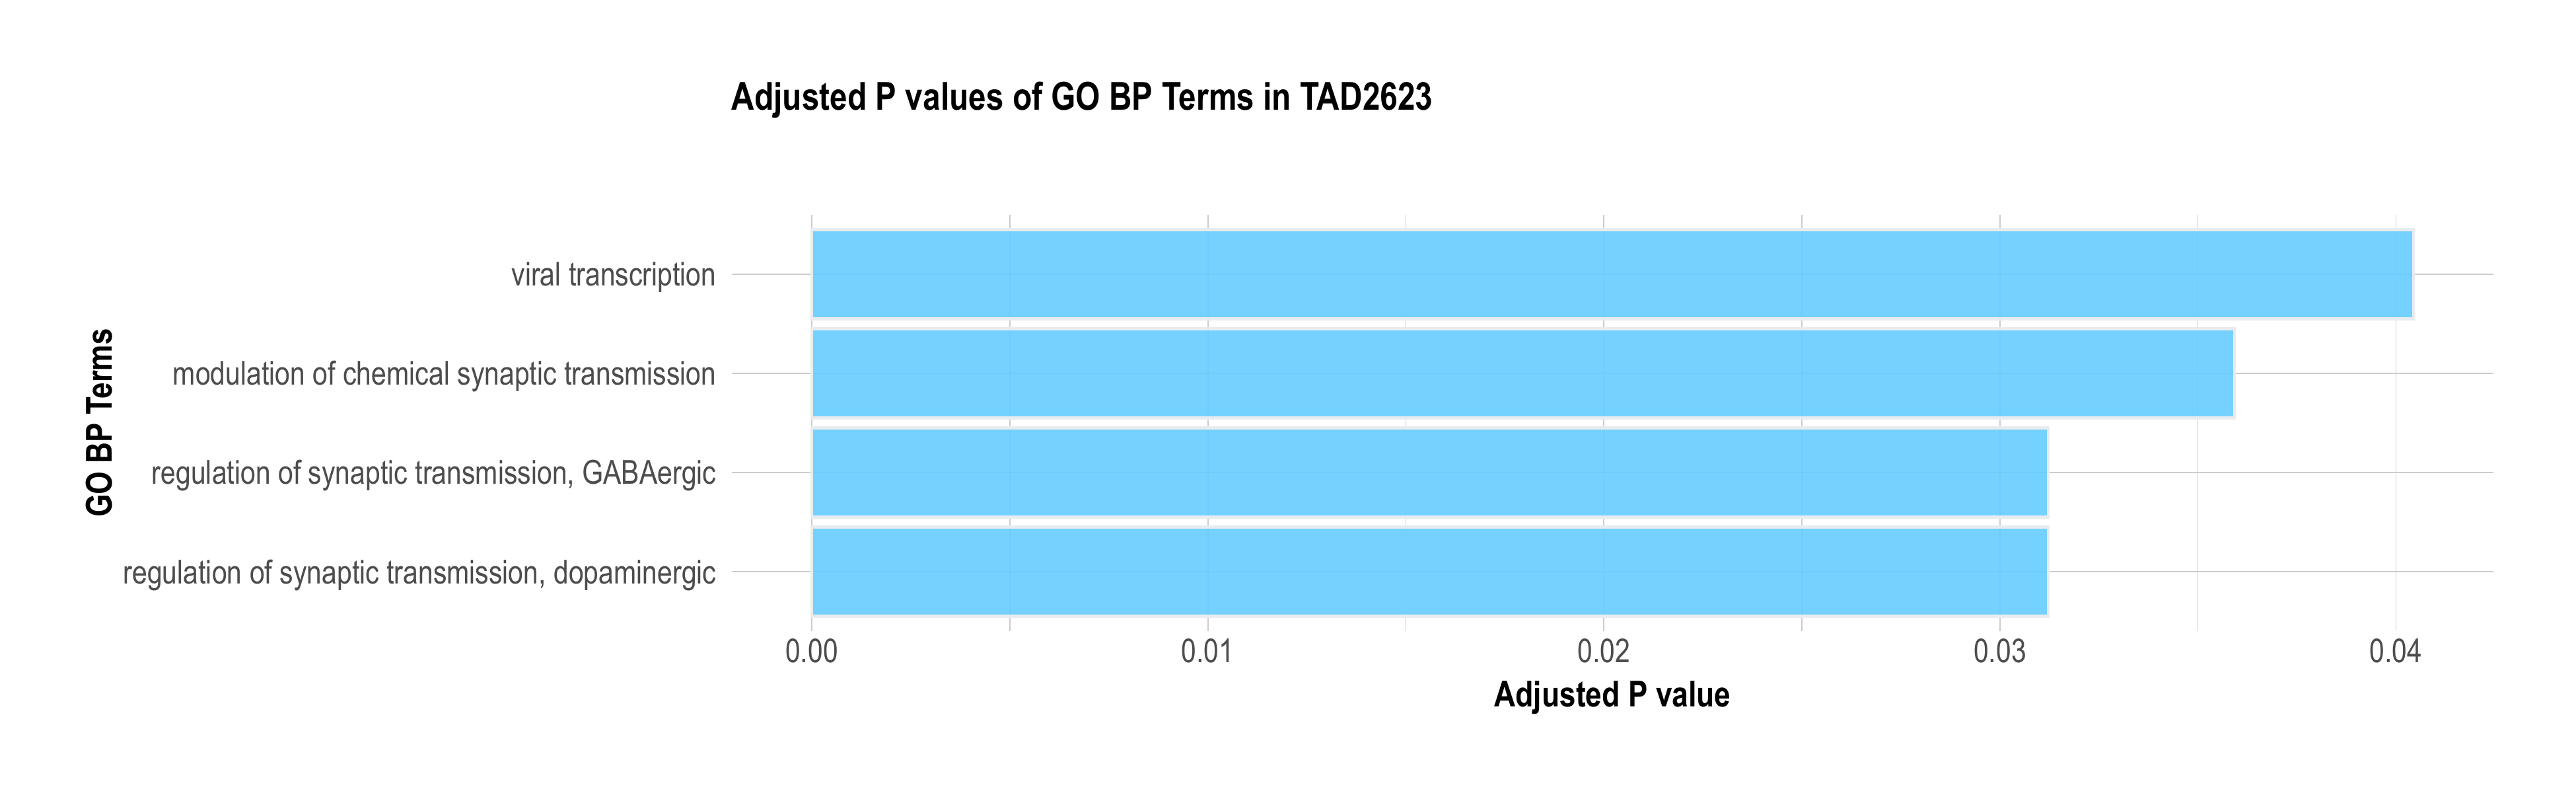 Adjusted P values of GO BP Terms in TAD2623
GO BP Terms
viral transcription
modulation of chemical synaptic transmission
regulation of synaptic transmission, GABAergic
regulation of synaptic transmission, dopaminergic
0.00 0.01 0.02 0.03 0.04
Adjusted P value